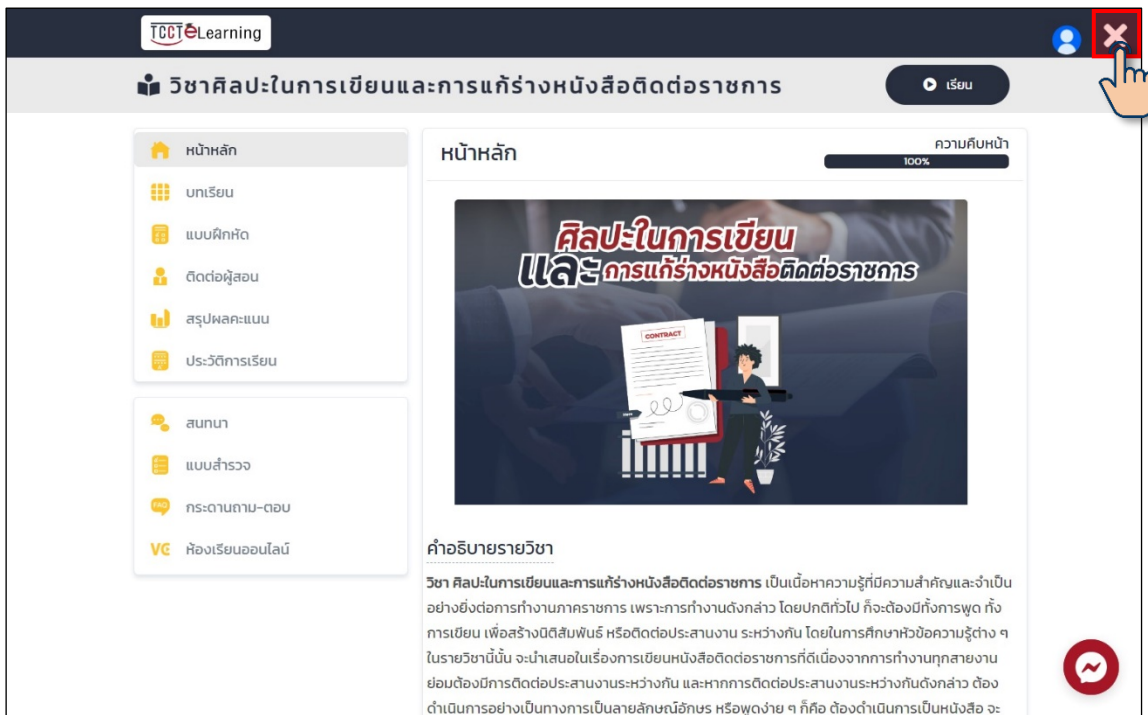 TCCTeLearning
วิชาศิลปะในการเขียนและการแก้ร่างหนังสือติดต่อราชการ
เรียน
หน้าหลัก
บทเรียน
แบบฝึกหัด
ติดต่อผู้สอน
สรุปผลคะแนน
ประวัติการเรียน
สนทนา
แบบสำรวจ
FAQ
กระดานถาม-ตอบ
VC
ห้องเรียนออนไลน์
หน้าหลัก
ความคืบหน้า
100%
ศิลปะในการเขียน
และ การแก้ร่างหนังสือติดต่อราชการ
CONTRACT
คำอธิบายรายวิชา
วิชา ศิลปะในการเขียนและการแก้ร่างหนังสือติดต่อราชการ เป็นเนื้อหาความรู้ที่มีความสำคัญและจำเป็น
อย่างยิ่งต่อการทำงานภาคราชการ เพราะการทำงานดังกล่าว โดยปกติทั่วไป ก็จะต้องมีทั้งการพูด ทั้ง
การเขียน เพื่อสร้างนิติสัมพันธ์ หรือติดต่อประสานงาน ระหว่างกัน โดยในการศึกษาหัวข้อความรู้ต่าง ๆ
ในรายวิชานี้นั้น จะนำเสนอในเรื่องการเขียนหนังสือติดต่อราชการที่ดีเนื่องจากการทำงานทุกสายงาน
ย่อมต้องมีการติดต่อประสานงานระหว่างกัน และหากการติดต่อประสานงานระหว่างกันดังกล่าว ต้อง
ดำเนินการอย่างเป็นทางการเป็นลายลักษณ์อักษร หรือพูดง่าย ๆ ก็คือ ต้องดำเนินการเป็นหนังสือ จะ